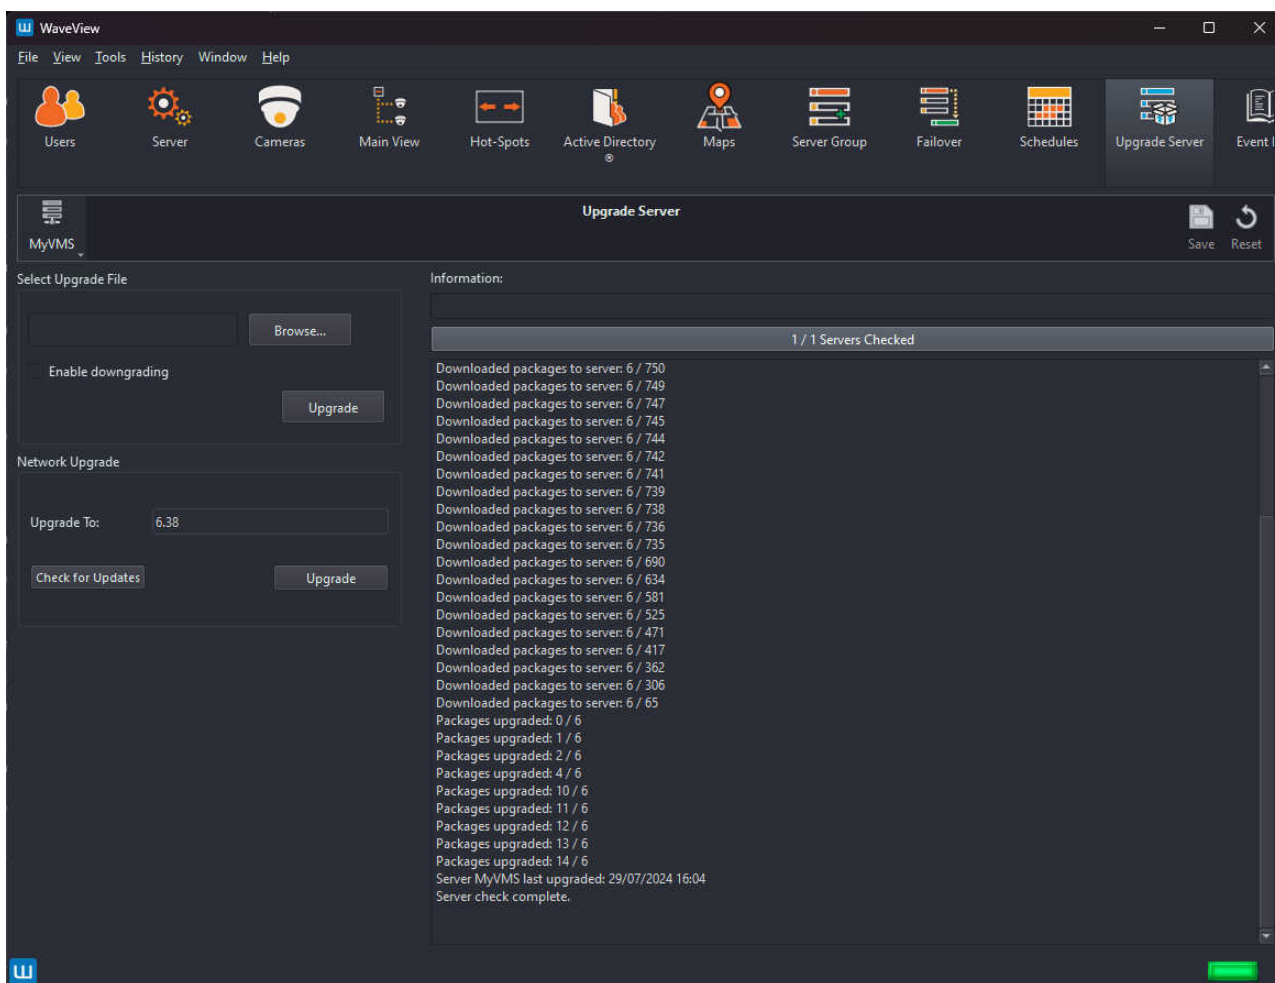 WaveView
File View Tools History Window Help
Users Server Cameras Main View Hot-Spots Active Directory ® Maps Server Group Failover Schedules Upgrade Server Event
MyVMS
Upgrade Server
Save Reset
Select Upgrade File
Browse...
Enable downgrading
Upgrade
Network Upgrade
Upgrade To: 6.38
Check for Updates Upgrade
Information:
1 / 1 Servers Checked
Downloaded packages to server: 6 / 750
Downloaded packages to server: 6 / 749
Downloaded packages to server: 6 / 747
Downloaded packages to server: 6 / 745
Downloaded packages to server: 6 / 744
Downloaded packages to server: 6 / 742
Downloaded packages to server: 6 / 741
Downloaded packages to server: 6 / 739
Downloaded packages to server: 6 / 738
Downloaded packages to server: 6 / 736
Downloaded packages to server: 6 / 735
Downloaded packages to server: 6 / 690
Downloaded packages to server: 6 / 634
Downloaded packages to server: 6 / 581
Downloaded packages to server: 6 / 525
Downloaded packages to server: 6 / 471
Downloaded packages to server: 6 / 417
Downloaded packages to server: 6 / 362
Downloaded packages to server: 6 / 306
Downloaded packages to server: 6 / 65
Packages upgraded: 0 / 6
Packages upgraded: 1 / 6
Packages upgraded: 2 / 6
Packages upgraded: 4 / 6
Packages upgraded: 10 / 6
Packages upgraded: 11 / 6
Packages upgraded: 12 / 6
Packages upgraded: 13 / 6
Packages upgraded: 14 / 6
Server MyVMS last upgraded: 29/07/2024 16:04
Server check complete.